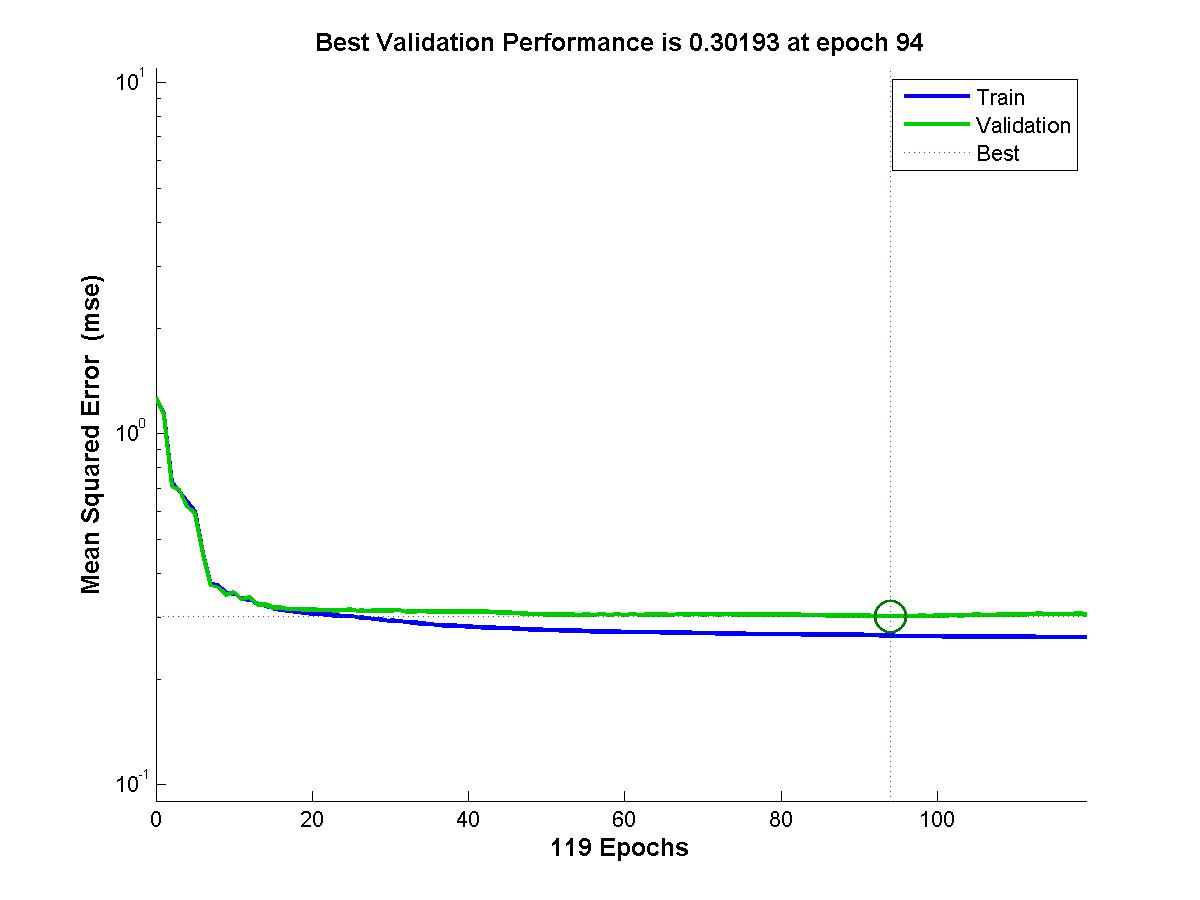 Best Validation Performance is 0.30193 at epoch 94
10^1
10^0
10^-1
Mean Squared Error (mse)
Train
Validation
Best
0 20 40 60 80 100
119 Epochs